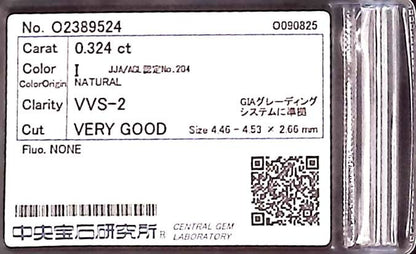 No. O2389524 O090825
Carat 0.324 ct
Color I JJA/AGL認定No.204
ColorOrigin NATURAL
Clarity VVS-2 GIAグレーディングシステムに準拠
Cut VERY GOOD Size 4.46 - 4.53 × 2.66 mm
Fluo. NONE
中央宝石研究所® CENTRAL GEM LABORATORY